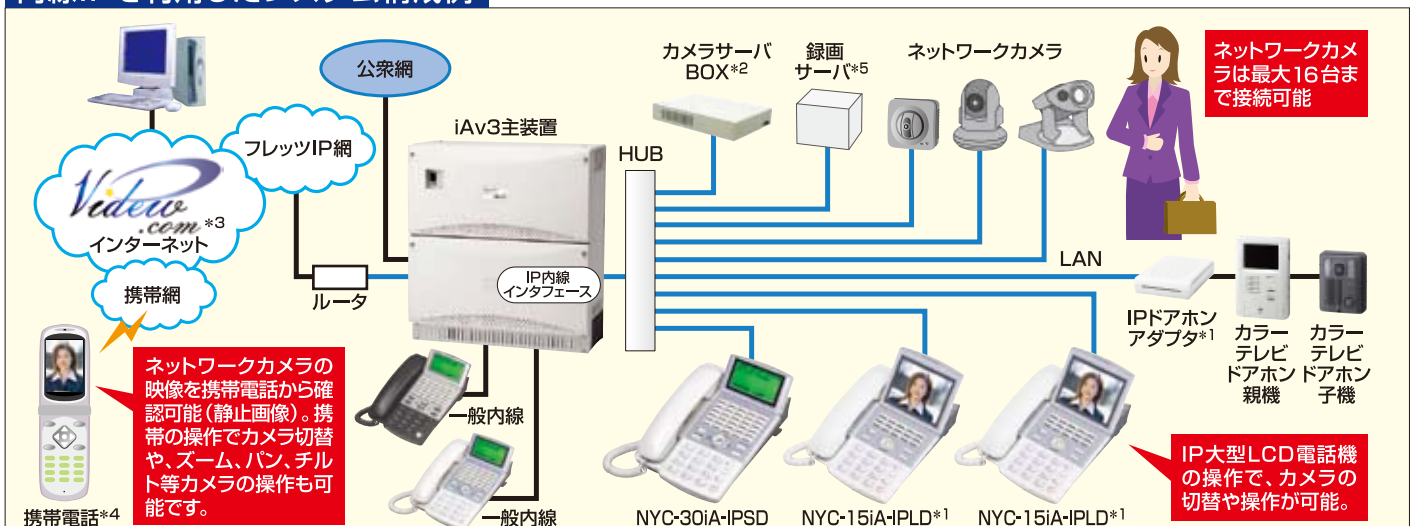 公衆網
フレッツIP網
Videw
.com*3
インターネット
携帯網
携帯電話*4
ネットワークカメラの
映像を携帯電話から確
認可能(静止画像)。携
帯の操作でカメラ切替
や、ズーム、パン、チル
ト等カメラの操作も可
能です。
ルータ
iAv3主装置
IP内線
インタフェース
一般内線
一般内線
HUB
カメラサーバ
BOX*2
録画
サーバ*5
ネットワークカメラ
ネットワークカメ
ラは最大16台ま
で接続可能
LAN
IPドアホン
アダプタ*1
カラー
テレビ
ドアホン
親機
カラー
テレビ
ドアホン
子機
NYC-30iA-IPSD
NYC-15iA-IPLD*1
NYC-15iA-IPLD*1
IP大型LCD電話機
の操作で、カメラの
切替や操作が可能。